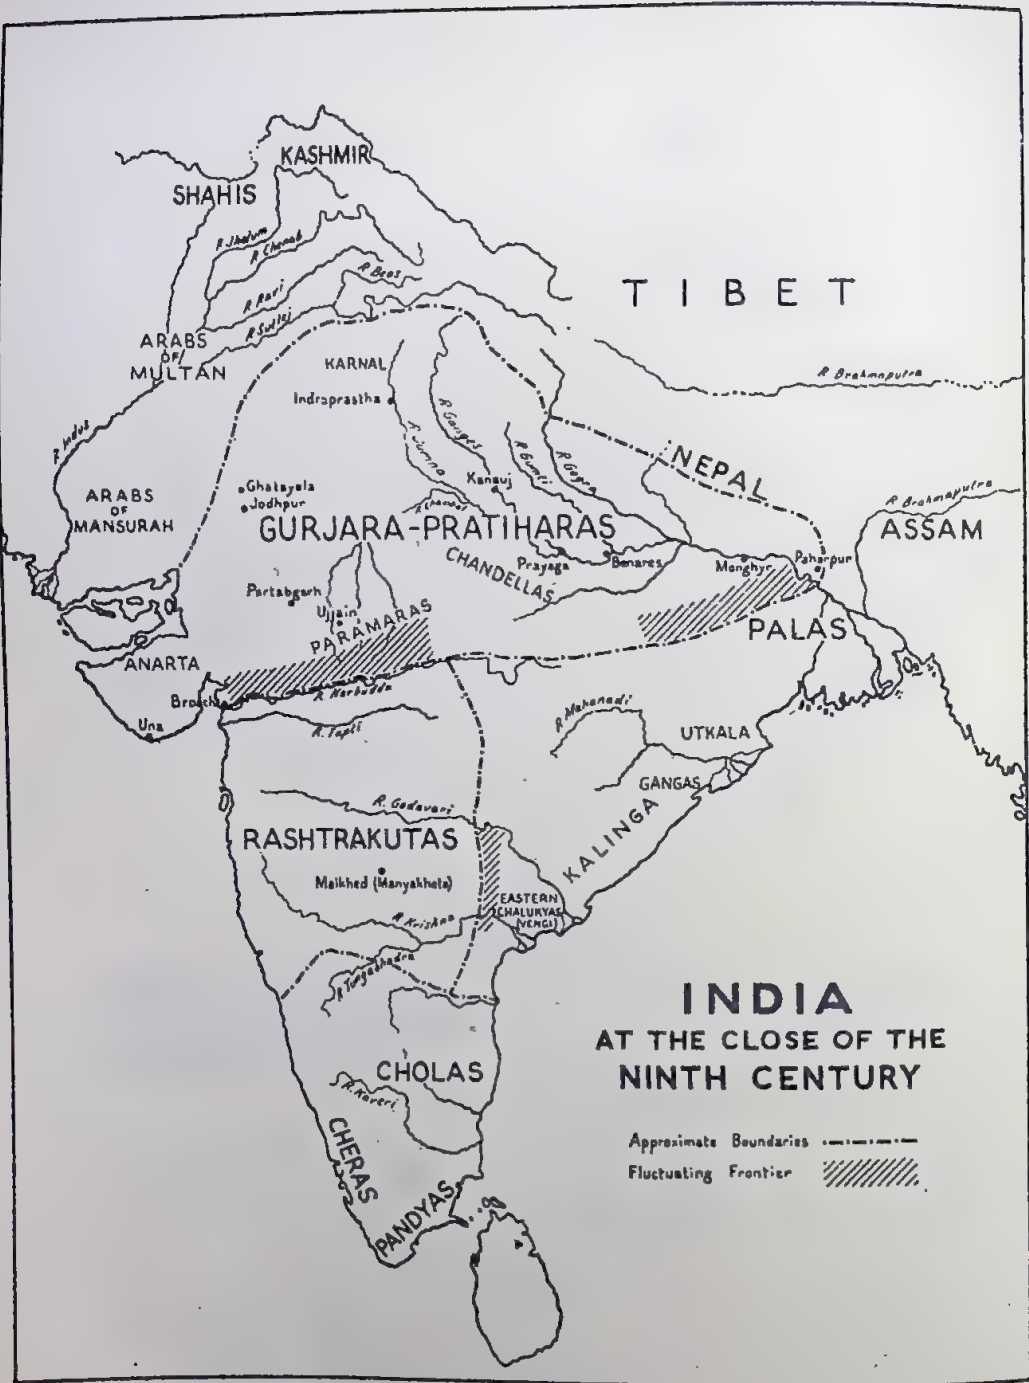 KASHMIR
SHAHIS
R. Jhelum
R. Chenab
R. Beas
R. Ravi
R. Sutlej
TIBET
ARABS
OF
MULTAN
KARNAL
R. Brahmaputra
Indraprastha
R. Indus
R. Ganges
R. Jumna
R. Gumti
R. Gogra
NEPAL
Kanauj
Ghatayala
Jodhpur
ARABS
OF
MANSURAH
R. Brahmaputra
R. Chambal
GURJARA-PRATIHARAS
ASSAM
CHANDELLAS
Prayaga
Benares
Monghyr
Paharpur
Partabgarh
Ujjain
PARAMARAS
PALAS
ANARTA
R. Narbudda
Broach
Una
R. Tapti
R. Mahanadi
UTKALA
GANGAS
R. Godavari
KALINGA
RASHTRAKUTAS
Malkhed (Manyakheta)
EASTERN
CHALUKYAS
(VENGI)
R. Krishna
R. Tungabhadra
INDIA
AT THE CLOSE OF THE
NINTH CENTURY
CHOLAS
R. Kaveri
CHERAS
PANDYAS
Approximate Boundaries
Fluctuating Frontier